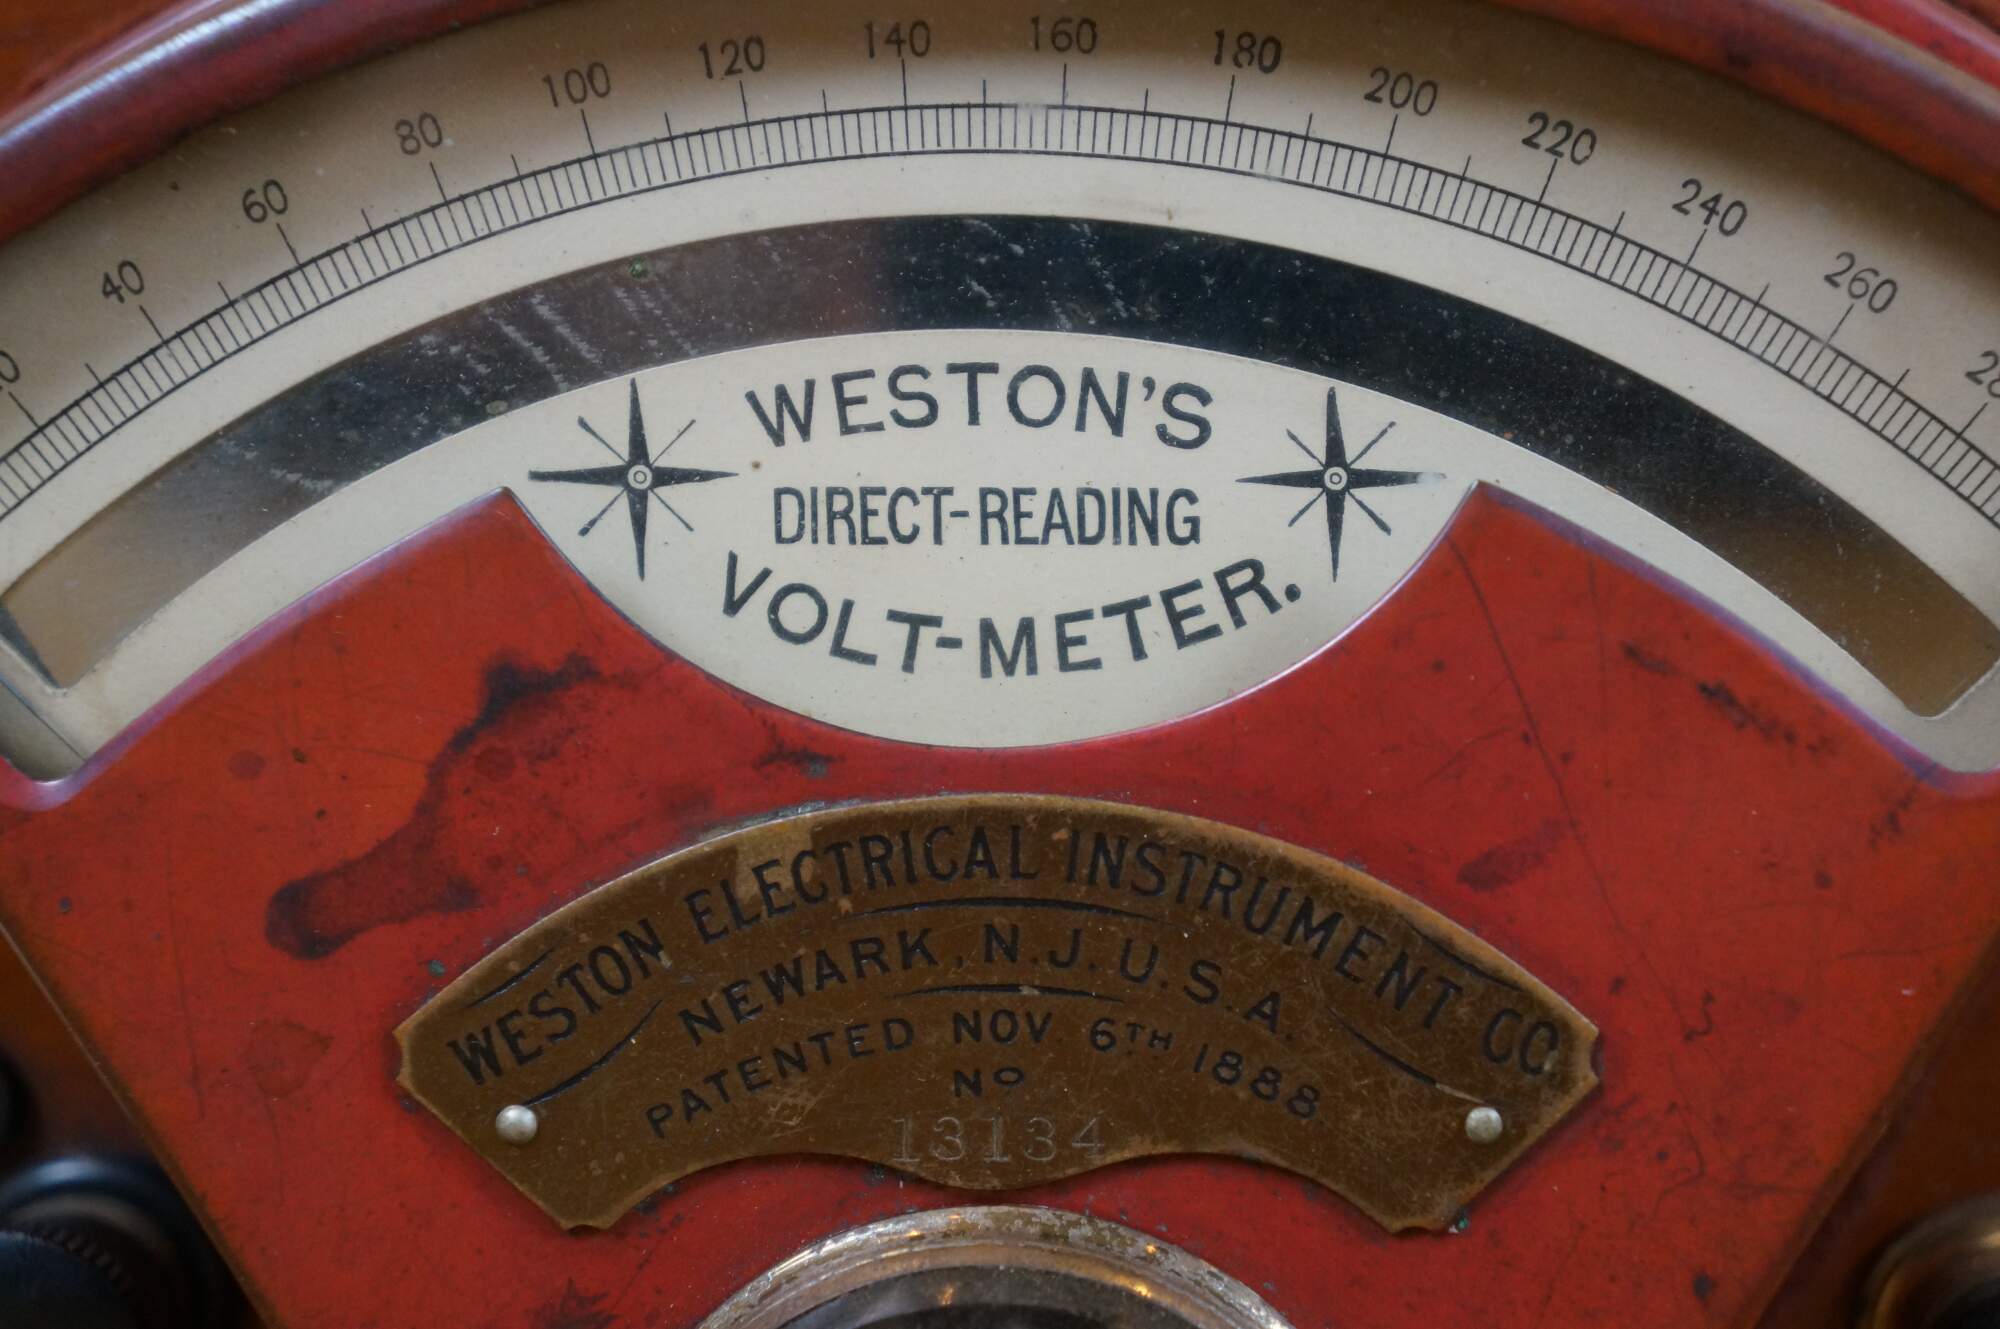 40 60 80 100 120 140 160 180 200 220 240 260
WESTON'S
DIRECT-READING
VOLT-METER.
WESTON ELECTRICAL INSTRUMENT CO.
NEWARK, N.J. U.S.A.
PATENTED NOV. 6TH 1888.
No
13134